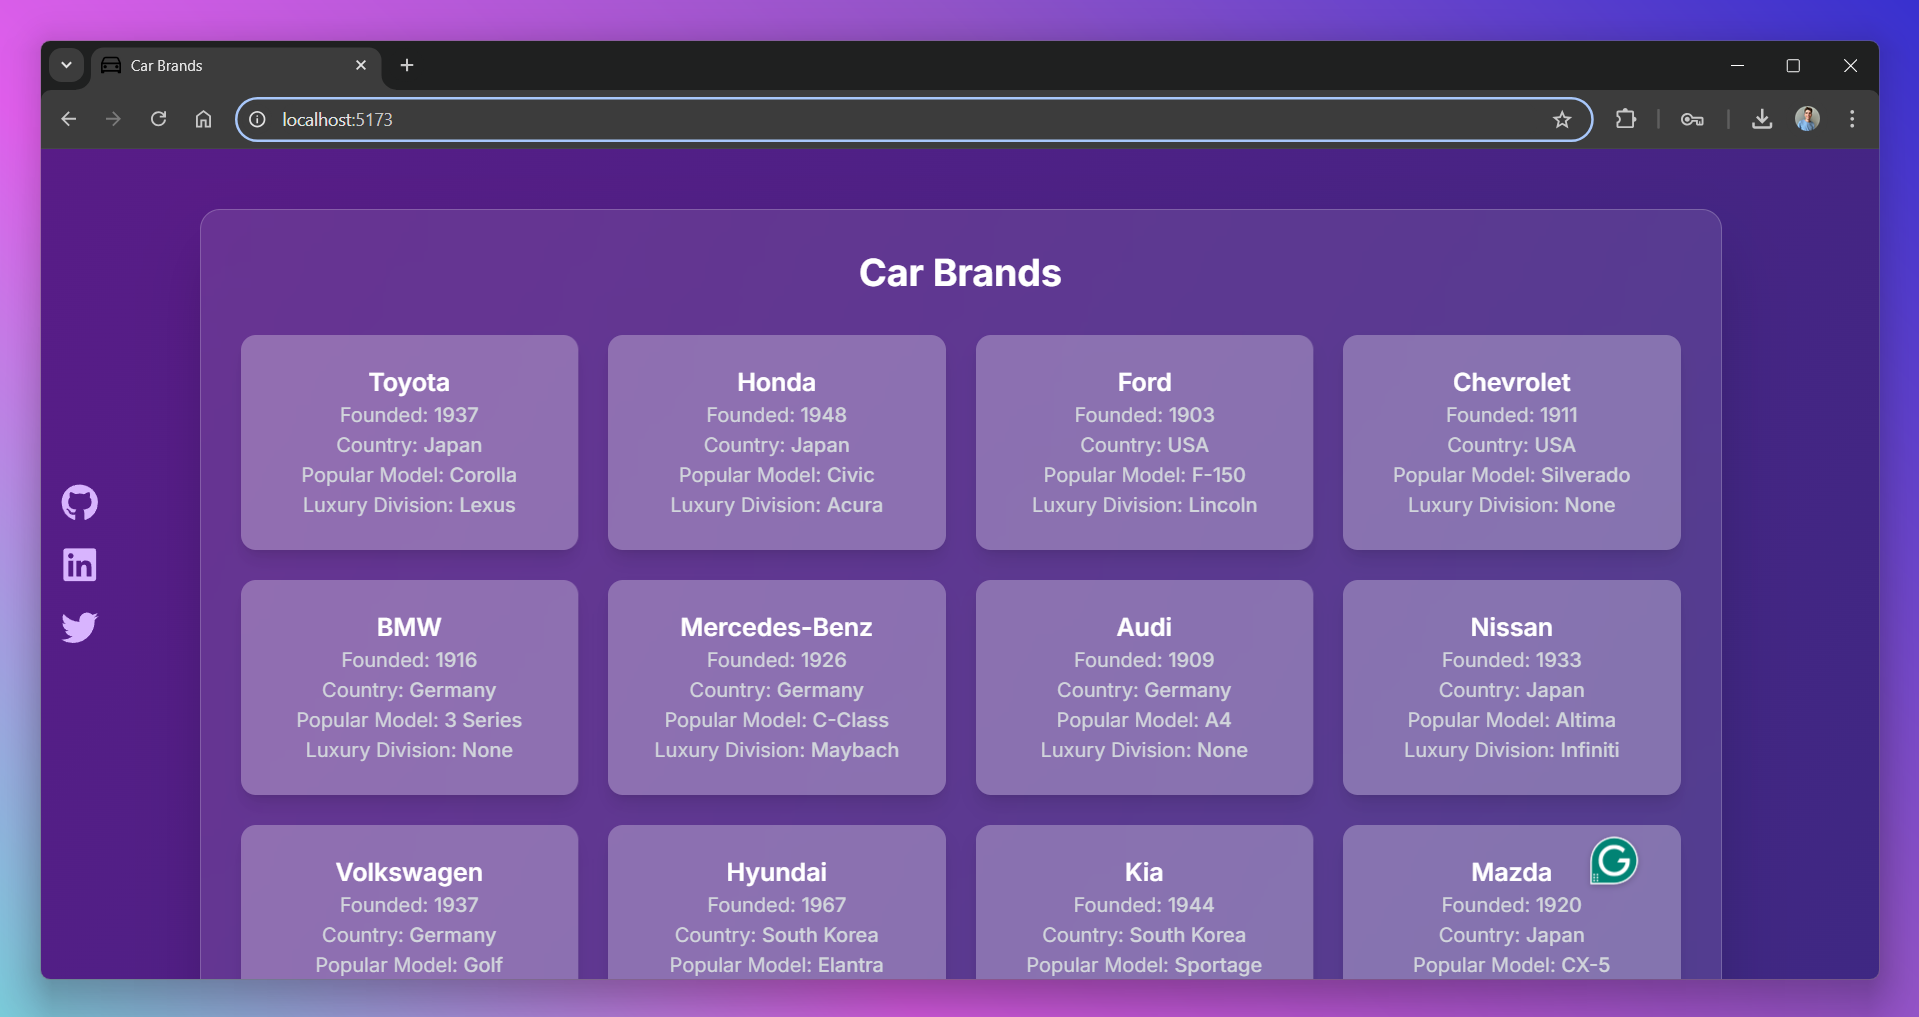 Car Brands
localhost:5173
Car Brands
Toyota
Founded: 1937
Country: Japan
Popular Model: Corolla
Luxury Division: Lexus
Honda
Founded: 1948
Country: Japan
Popular Model: Civic
Luxury Division: Acura
Ford
Founded: 1903
Country: USA
Popular Model: F-150
Luxury Division: Lincoln
Chevrolet
Founded: 1911
Country: USA
Popular Model: Silverado
Luxury Division: None
BMW
Founded: 1916
Country: Germany
Popular Model: 3 Series
Luxury Division: None
Mercedes-Benz
Founded: 1926
Country: Germany
Popular Model: C-Class
Luxury Division: Maybach
Audi
Founded: 1909
Country: Germany
Popular Model: A4
Luxury Division: None
Nissan
Founded: 1933
Country: Japan
Popular Model: Altima
Luxury Division: Infiniti
Volkswagen
Founded: 1937
Country: Germany
Popular Model: Golf
Hyundai
Founded: 1967
Country: South Korea
Popular Model: Elantra
Kia
Founded: 1944
Country: South Korea
Popular Model: Sportage
Mazda
Founded: 1920
Country: Japan
Popular Model: CX-5
in
G